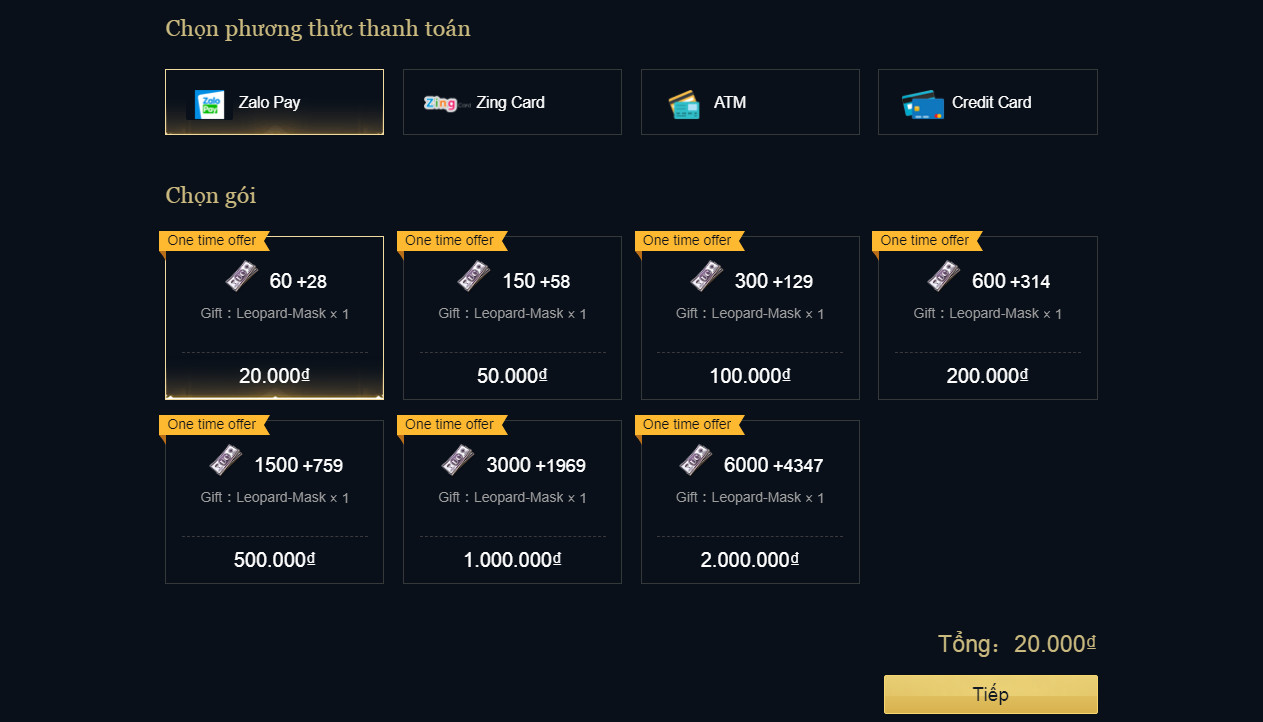 Chọn phương thức thanh toán
Zalo Pay Zalo Pay
Zing Zing Card
ATM
Credit Card
Chọn gói
One time offer
60 +28
Gift : Leopard-Mask × 1
20.000₫
One time offer
150 +58
Gift : Leopard-Mask × 1
50.000₫
One time offer
300 +129
Gift : Leopard-Mask × 1
100.000₫
One time offer
600 +314
Gift : Leopard-Mask × 1
200.000₫
One time offer
1500 +759
Gift : Leopard-Mask × 1
500.000₫
One time offer
3000 +1969
Gift : Leopard-Mask × 1
1.000.000₫
One time offer
6000 +4347
Gift : Leopard-Mask × 1
2.000.000₫
Tổng: 20.000₫
Tiếp